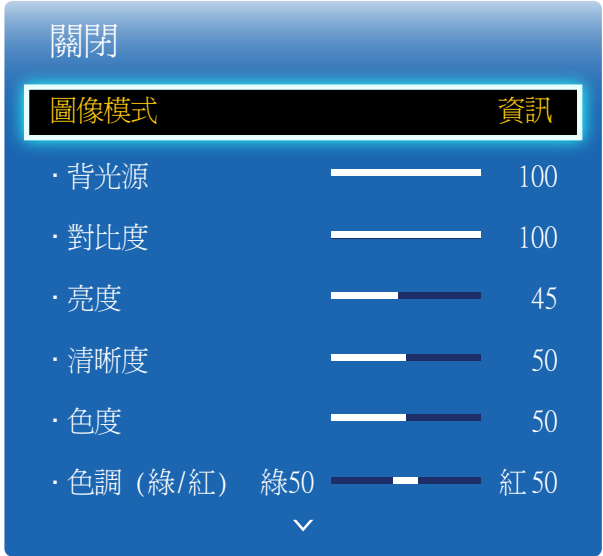 關閉
圖像模式 資訊
· 背光源 100
· 對比度 100
· 亮度 45
· 清晰度 50
· 色度 50
· 色調 (綠/紅) 綠50 紅50